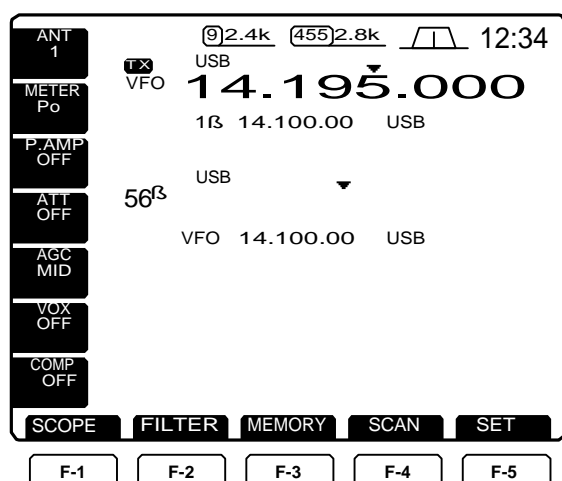 ANT
1
9 2.4k 455 2.8k 12:34
TX USB
VFO 14.195.000
METER
Po
1ß 14.100.00 USB
P.AMP
OFF
USB
56ß
ATT
OFF
VFO 14.100.00 USB
AGC
MID
VOX
OFF
COMP
OFF
SCOPE FILTER MEMORY SCAN SET
F-1 F-2 F-3 F-4 F-5